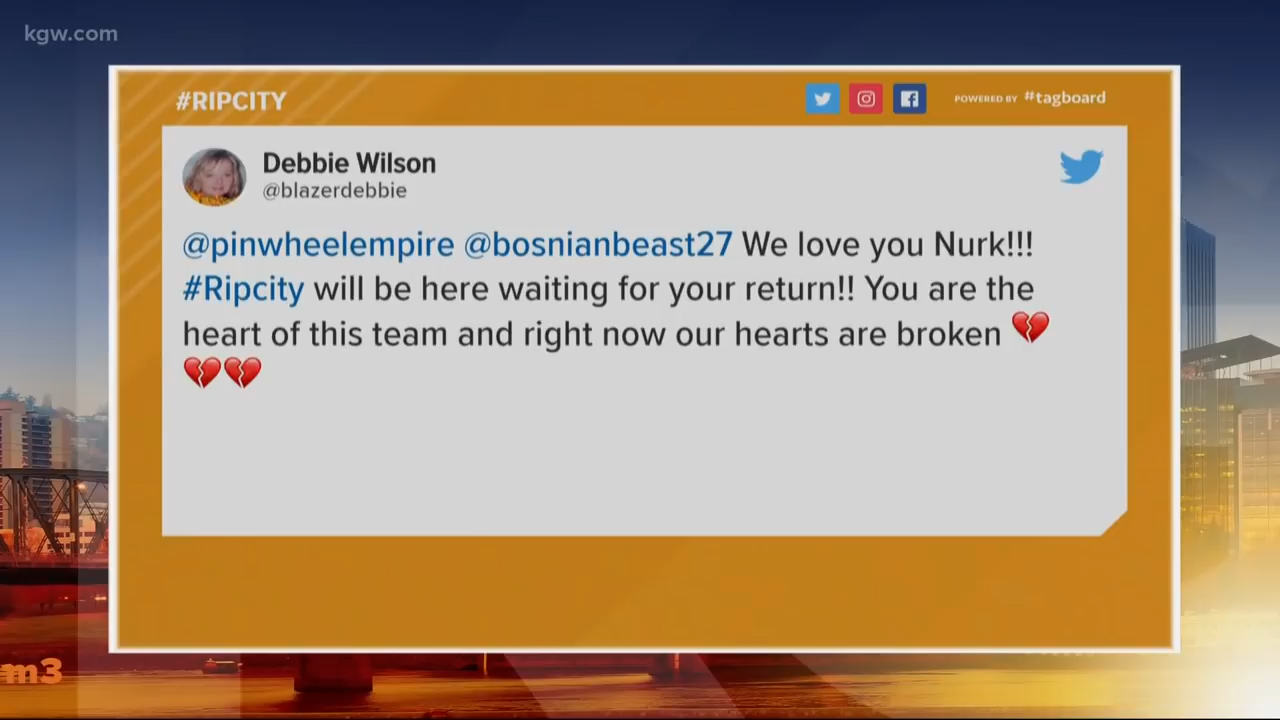 kgw.com
#RIPCITY
POWERED BY #tagboard
Debbie Wilson
@blazerdebbie
@pinwheelempire @bosnianbeast27 We love you Nurk!!!
#Ripcity will be here waiting for your return!! You are the
heart of this team and right now our hearts are broken 💔
💔💔
m3